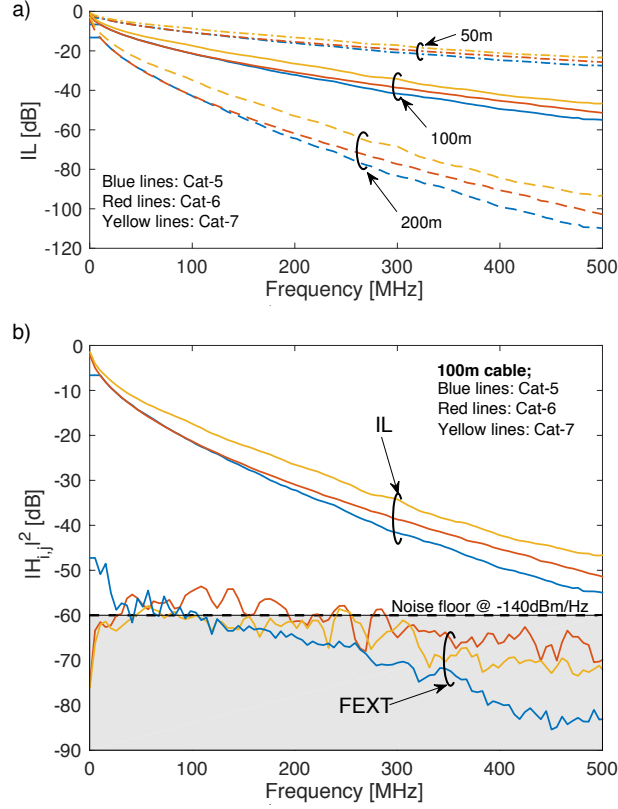 a)
0
-20
-40
-60
-80
-100
-120
IL [dB]
50m
100m
200m
Blue lines: Cat-5
Red lines: Cat-6
Yellow lines: Cat-7
0 100 200 300 400 500
Frequency [MHz]
b)
0
-10
-20
-30
-40
-50
-60
-70
-80
-90
|H_{i,j}|^2 [dB]
100m cable;
Blue lines: Cat-5
Red lines: Cat-6
Yellow lines: Cat-7
IL
Noise floor @ -140dBm/Hz
FEXT
0 100 200 300 400 500
Frequency [MHz]